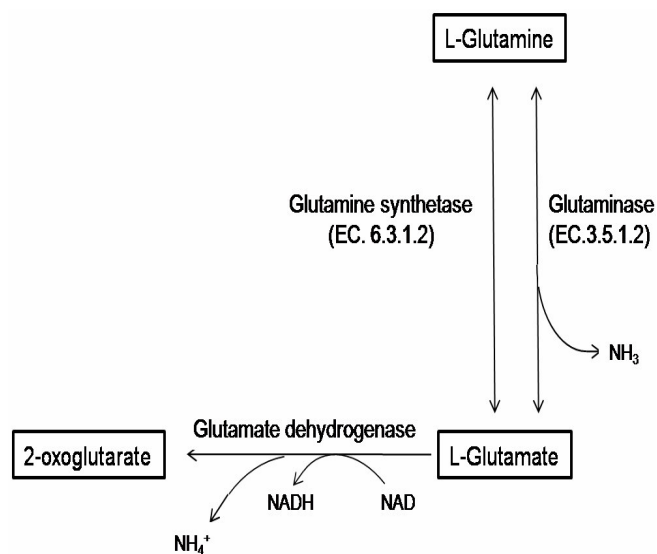 L-Glutamine
Glutamine synthetase
(EC. 6.3.1.2)
Glutaminase
(EC.3.5.1.2)
NH₃
Glutamate dehydrogenase
2-oxoglutarate
L-Glutamate
NADH
NAD
NH₄⁺